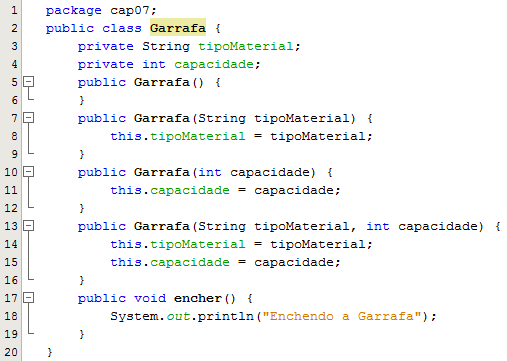 1 package cap07;
2 public class Garrafa {
3 private String tipoMaterial;
4 private int capacidade;
5 public Garrafa() {
6 }
7 public Garrafa(String tipoMaterial) {
8 this.tipoMaterial = tipoMaterial;
9 }
10 public Garrafa(int capacidade) {
11 this.capacidade = capacidade;
12 }
13 public Garrafa(String tipoMaterial, int capacidade) {
14 this.tipoMaterial = tipoMaterial;
15 this.capacidade = capacidade;
16 }
17 public void encher() {
18 System.out.println("Enchendo a Garrafa");
19 }
20 }